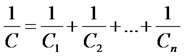 1/C = 1/C₁ + 1/C₂ + ... + 1/Cₙ